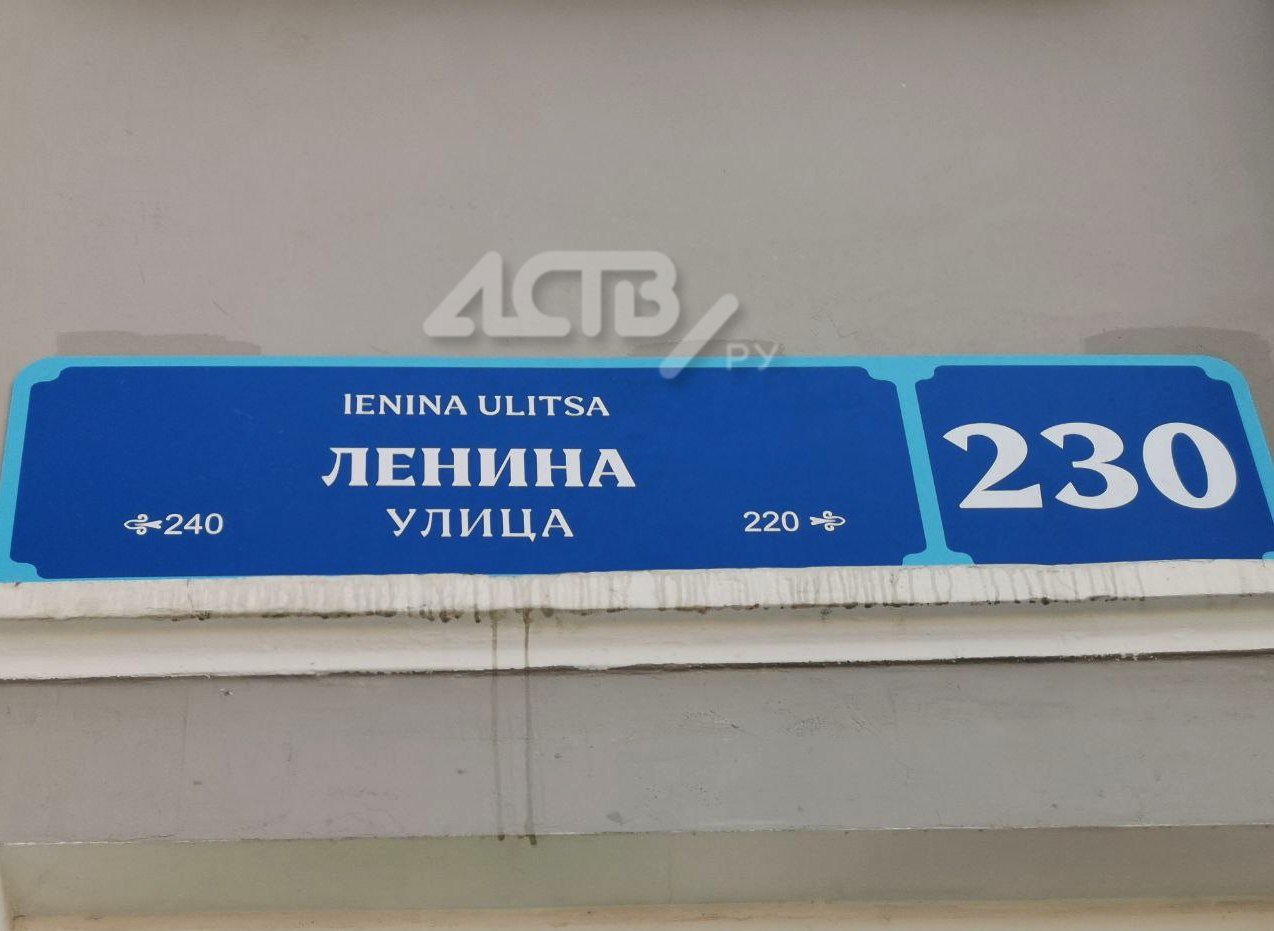 АСТВ/РУ
IENINA ULITSA
ЛЕНИНА
УЛИЦА
240
220
230